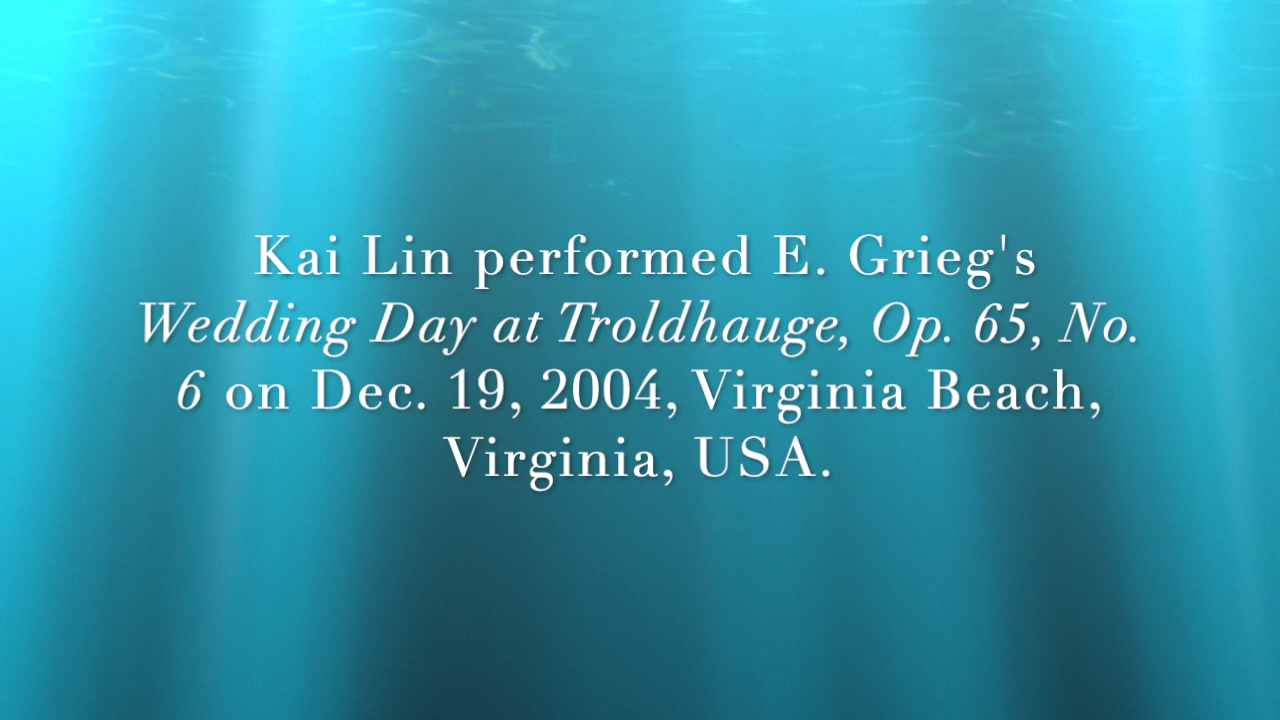 Kai Lin performed E. Grieg's
Wedding Day at Troldhauge, Op. 65, No.
6 on Dec. 19, 2004, Virginia Beach,
Virginia, USA.